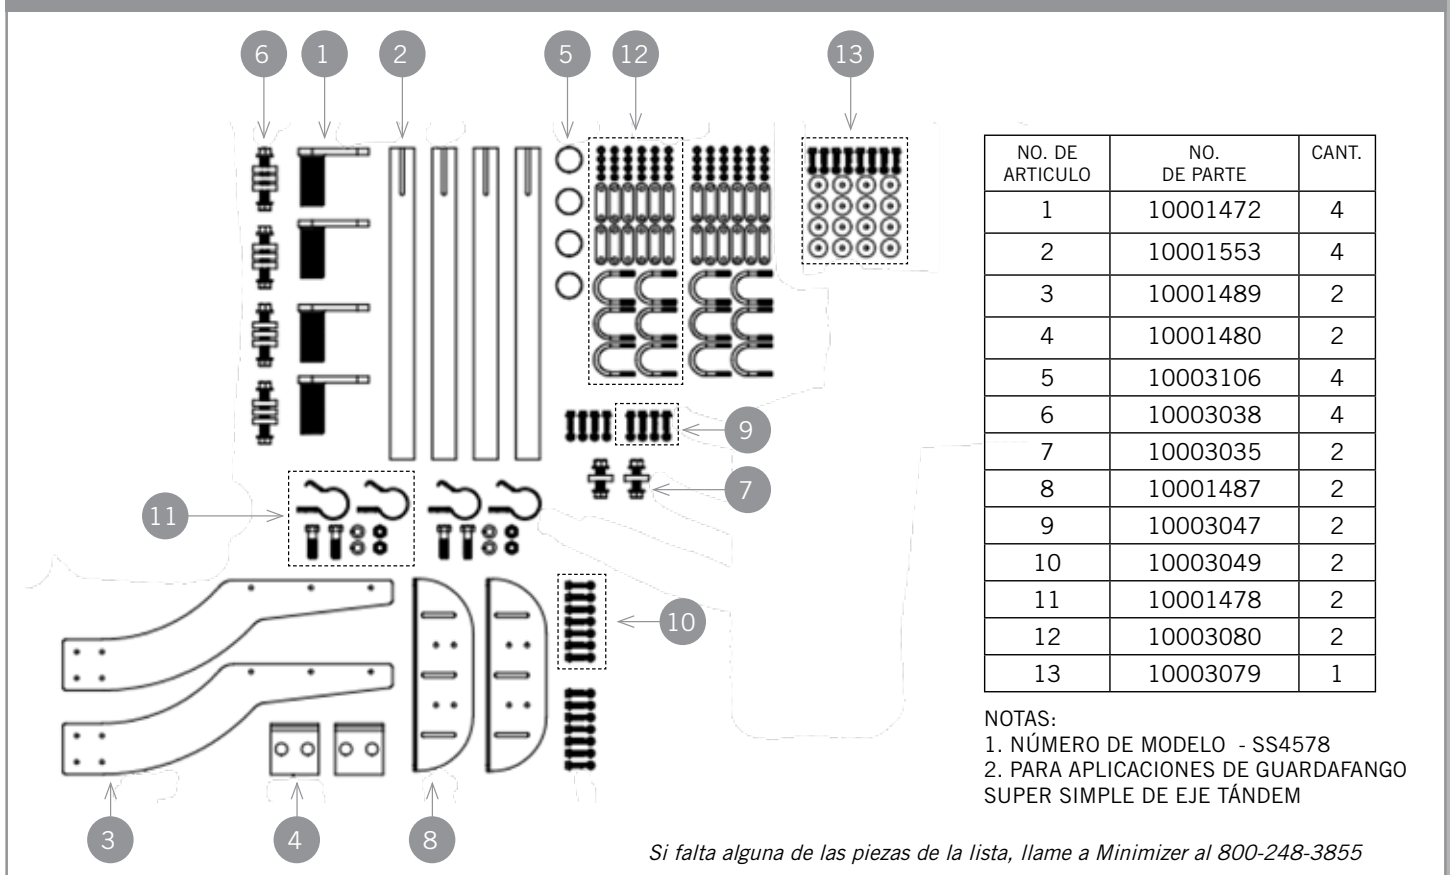 6 1 2 5 12 13
9
7
11
10
3 4 8
NO. DE ARTICULO NO. DE PARTE CANT.
1 10001472 4
2 10001553 4
3 10001489 2
4 10001480 2
5 10003106 4
6 10003038 4
7 10003035 2
8 10001487 2
9 10003047 2
10 10003049 2
11 10001478 2
12 10003080 2
13 10003079 1
NOTAS:
1. NÚMERO DE MODELO - SS4578
2. PARA APLICACIONES DE GUARDAFANGO
SUPER SIMPLE DE EJE TÁNDEM
Si falta alguna de las piezas de la lista, llame a Minimizer al 800-248-3855